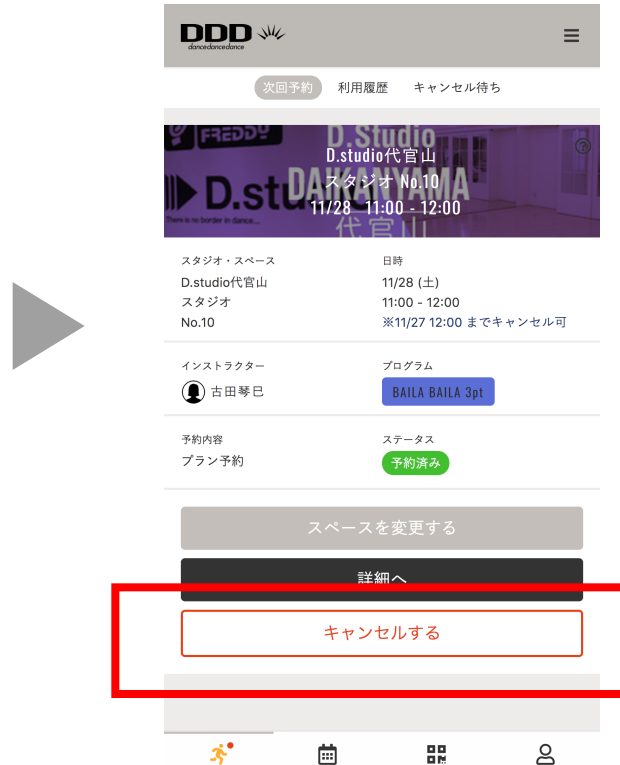 DDD
dancedancedance
次回予約 利用履歴 キャンセル待ち
FREDDY
D.Studio
D.studio代官山
DAIKANYAMA
スタジオ No.10
11/28 11:00 - 12:00
代官山
There is no border in dance...
スタジオ・スペース
D.studio代官山
スタジオ
No.10
日時
11/28 (土)
11:00 - 12:00
※11/27 12:00 までキャンセル可
インストラクター
古田琴巳
プログラム
BAILA BAILA 3pt
予約内容
プラン予約
ステータス
予約済み
スペースを変更する
詳細へ
キャンセルする